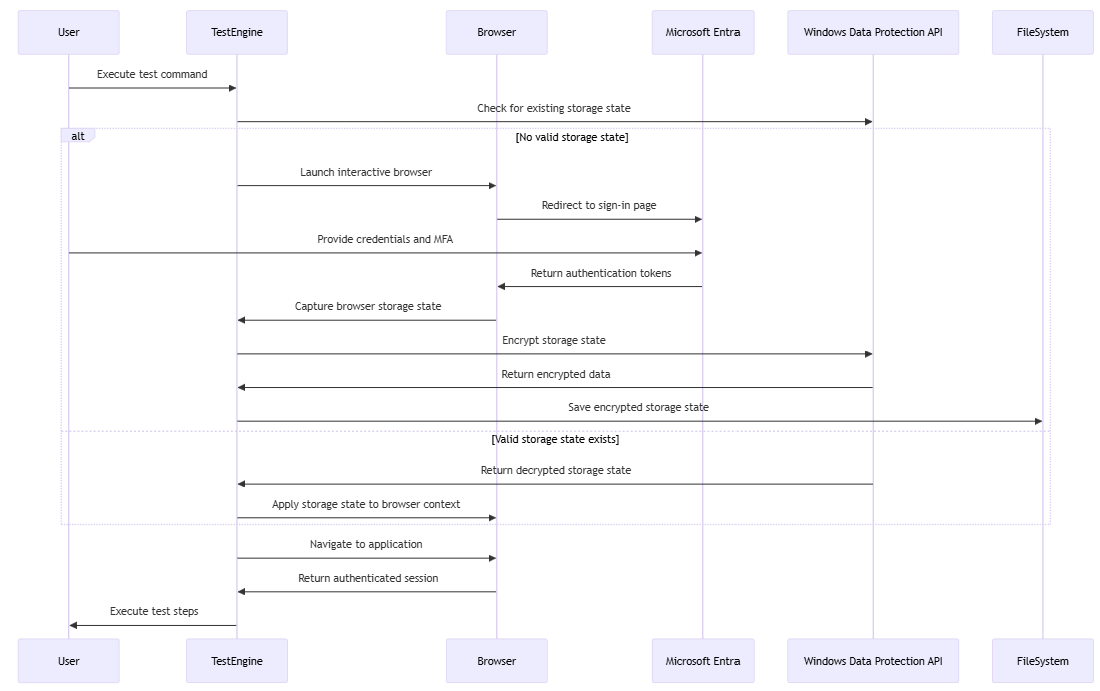 User
TestEngine
Browser
Microsoft Entra
Windows Data Protection API
FileSystem
Execute test command
Check for existing storage state
alt
[No valid storage state]
Launch interactive browser
Redirect to sign-in page
Provide credentials and MFA
Return authentication tokens
Capture browser storage state
Encrypt storage state
Return encrypted data
Save encrypted storage state
[Valid storage state exists]
Return decrypted storage state
Apply storage state to browser context
Navigate to application
Return authenticated session
Execute test steps
User
TestEngine
Browser
Microsoft Entra
Windows Data Protection API
FileSystem